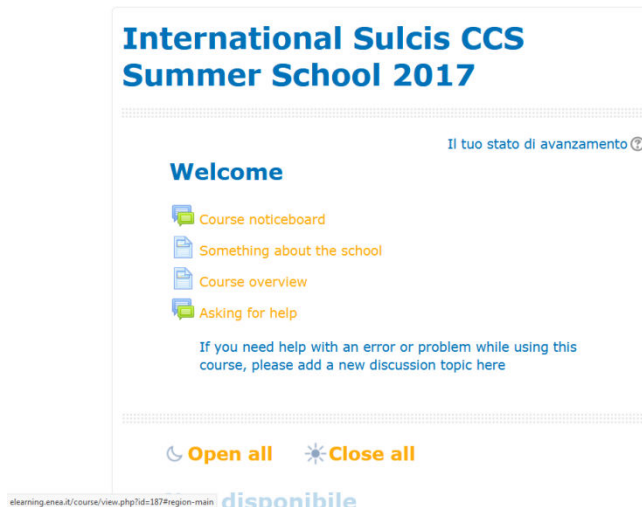 International Sulcis CCS
Summer School 2017
Il tuo stato di avanzamento
Welcome
Course noticeboard
Something about the school
Course overview
Asking for help
If you need help with an error or problem while using this
course, please add a new discussion topic here
Open all Close all
disponibile
elearning.enea.it/course/view.php?id=187#region-main